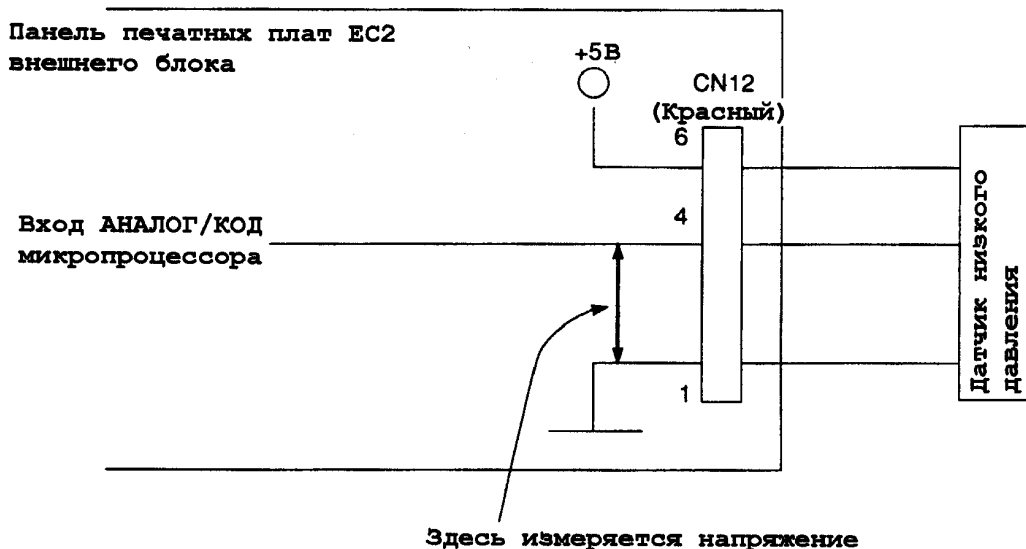 Панель печатных плат EC2
внешнего блока
+5В
CN12
(Красный)
6
Вход АНАЛОГ/КОД
микропроцессора
4
1
Датчик низкого
давления
Здесь измеряется напряжение